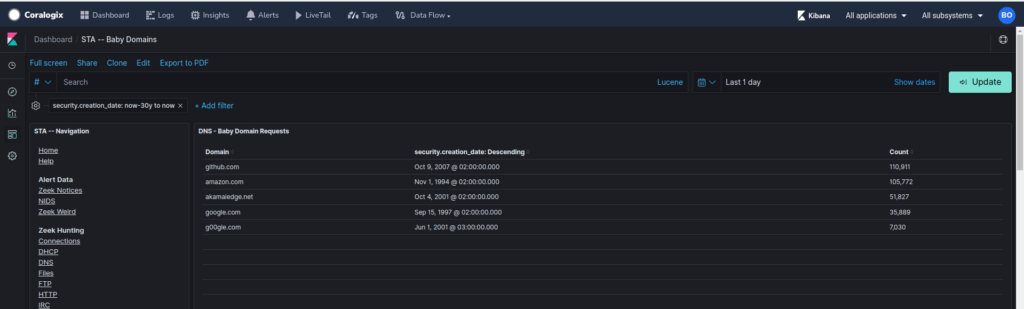 Coralogix Dashboard Logs Insights Alerts LiveTail Tags Data Flow Kibana All applications All subsystems BO
Dashboard / STA -- Baby Domains
Full screen Share Clone Edit Export to PDF
# Search Lucene Last 1 day Show dates Update
security.creation_date: now-30y to now × + Add filter
STA -- Navigation
Home
Help
Alert Data
Zeek Notices
NIDS
Zeek Weird
Zeek Hunting
Connections
DHCP
DNS
Files
FTP
HTTP
IRC
DNS - Baby Domain Requests
Domain security.creation_date: Descending Count
github.com Oct 9, 2007 @ 02:00:00.000 110,911
amazon.com Nov 1, 1994 @ 02:00:00.000 105,772
akamaiedge.net Oct 4, 2001 @ 02:00:00.000 51,827
google.com Sep 15, 1997 @ 02:00:00.000 35,889
g00gle.com Jun 1, 2001 @ 03:00:00.000 7,030